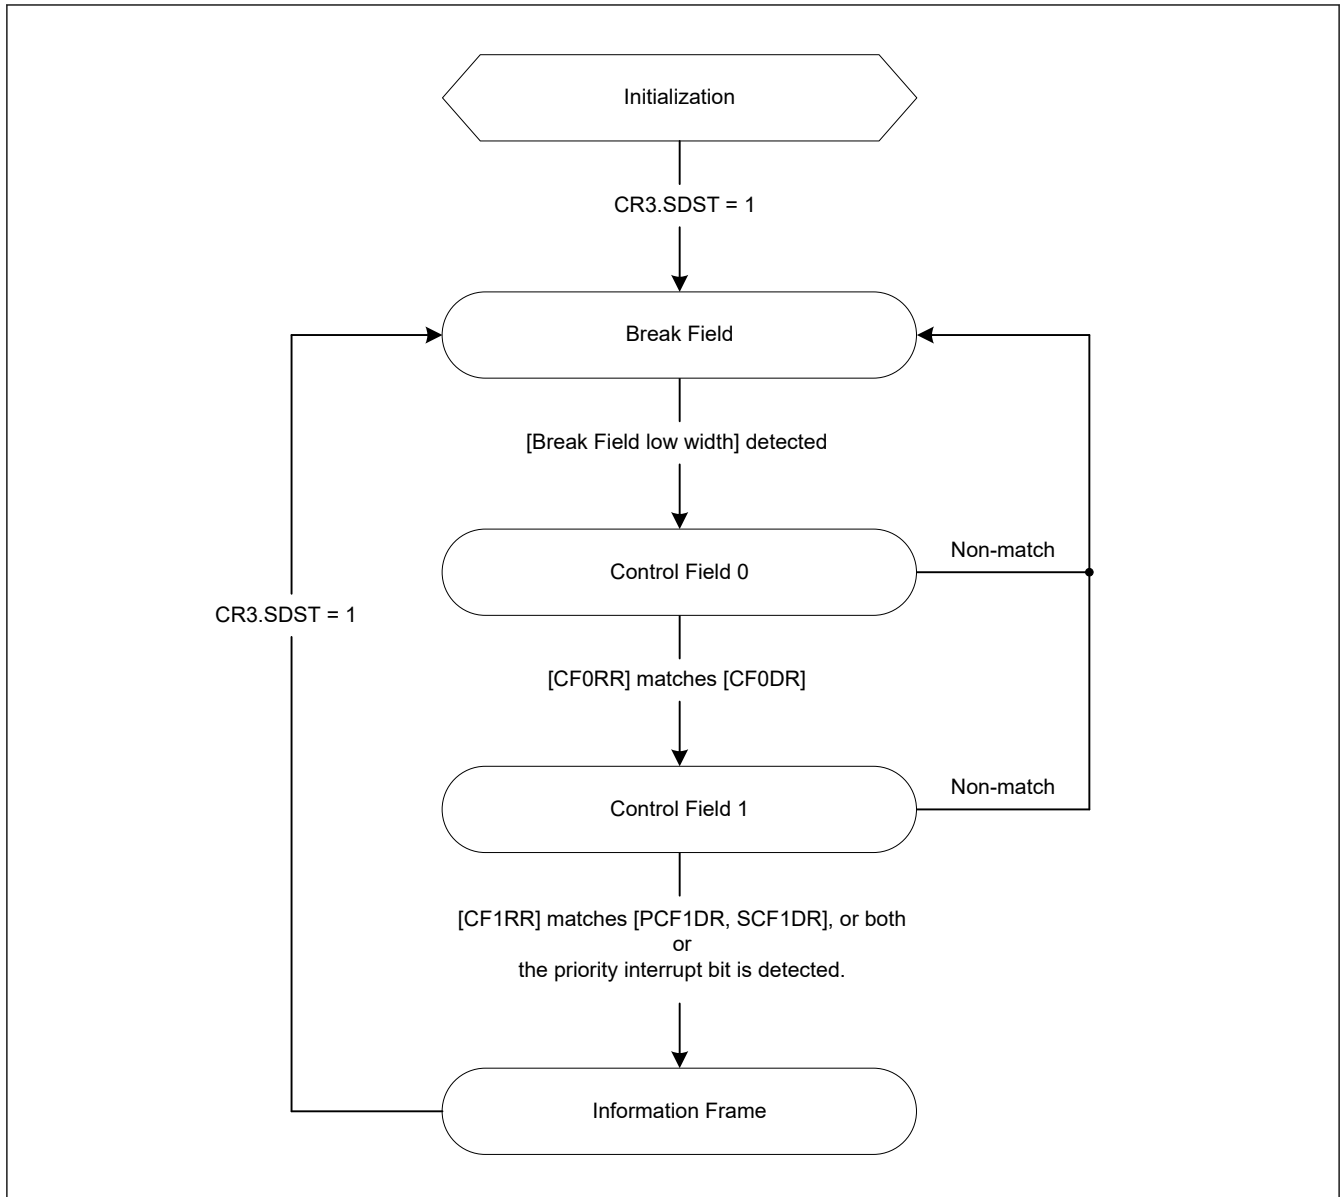 Initialization
CR3.SDST = 1
Break Field
[Break Field low width] detected
Control Field 0
Non-match
CR3.SDST = 1
[CF0RR] matches [CF0DR]
Control Field 1
Non-match
[CF1RR] matches [PCF1DR, SCF1DR], or both
or
the priority interrupt bit is detected.
Information Frame